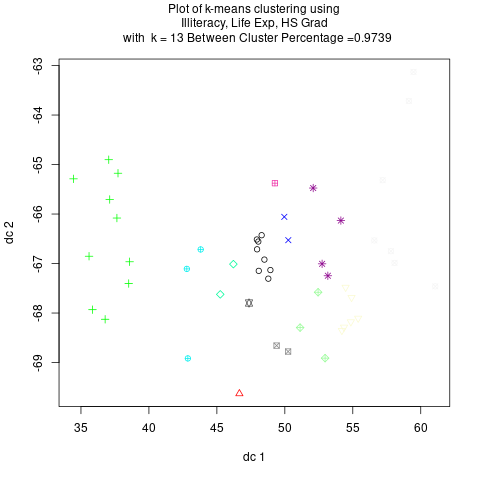 Plot of k-means clustering using
Illiteracy, Life Exp, HS Grad
with  k = 13 Between Cluster Percentage =0.9739
-63
-64
-65
-66
-67
-68
-69
dc 2
35 40 45 50 55 60
dc 1